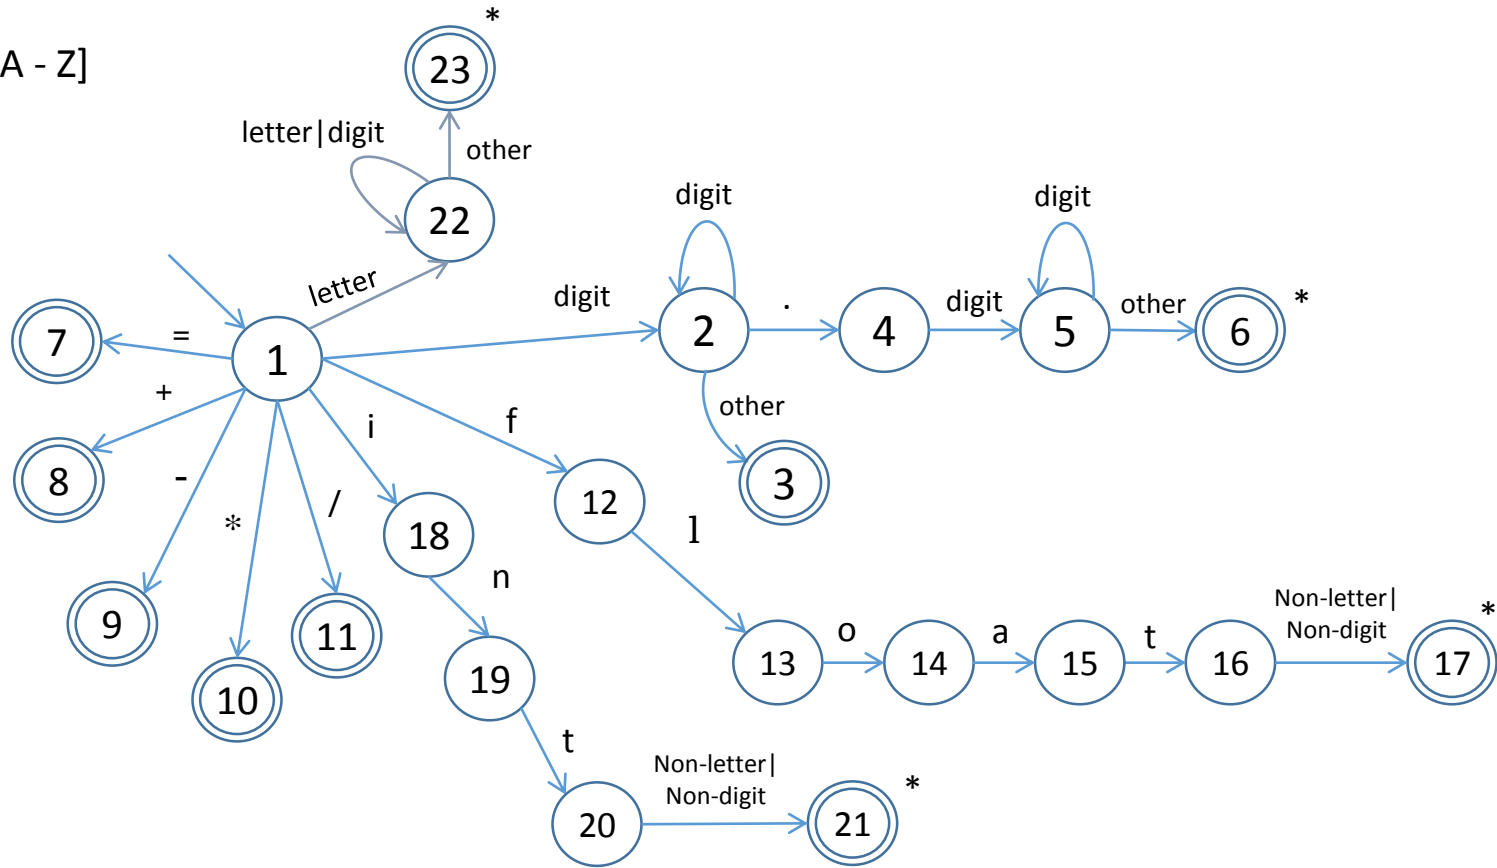 *
23
A - Z]
letter|digit
other
22
digit
digit
letter
digit
.
digit
other
*
7
=
1
2
4
5
6
+
i
f
other
8
-
*
/
18
12
3
l
n
9
11
Non-letter|
Non-digit
*
o
a
t
10
19
13
14
15
16
17
t
Non-letter|
Non-digit
*
20
21